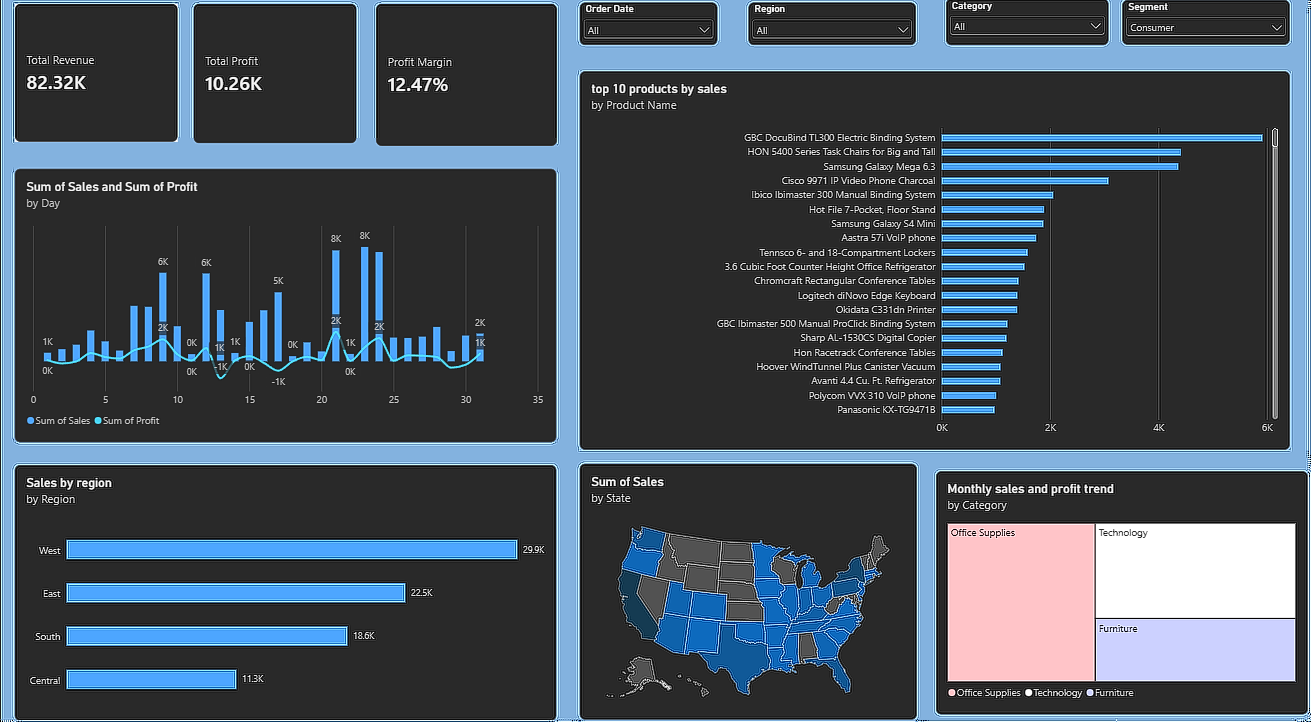 Total Revenue
82.32K
Total Profit
10.26K
Profit Margin
12.47%
Order Date
All
Region
All
Category
All
Segment
Consumer
top 10 products by sales
by Product Name
GBC DocuBind TL300 Electric Binding System
HON 5400 Series Task Chairs for Big and Tall
Samsung Galaxy Mega 6.3
Cisco 9971 IP Video Phone Charcoal
Ibico Ibimaster 300 Manual Binding System
Hot File 7-Pocket, Floor Stand
Samsung Galaxy S4 Mini
Aastra 57i VoIP phone
Tennsco 6- and 18-Compartment Lockers
3.6 Cubic Foot Counter Height Office Refrigerator
Chromcraft Rectangular Conference Tables
Logitech diNovo Edge Keyboard
Okidata C331dn Printer
GBC Ibimaster 500 Manual ProClick Binding System
Sharp AL-1530CS Digital Copier
Hon Racetrack Conference Tables
Hoover WindTunnel Plus Canister Vacuum
Avanti 4.4 Cu. Ft. Refrigerator
Polycom VVX 310 VoIP phone
Panasonic KX-TG9471B
0K 2K 4K 6K
Sum of Sales and Sum of Profit
by Day
8K 8K
6K 6K
5K
2K 2K 2K 2K
1K 0K 1K 1K 0K 1K 1K
0K 0K -1K 0K -1K 0K
0 5 10 15 20 25 30 35
Sum of Sales Sum of Profit
Sales by region
by Region
West 29.9K
East 22.5K
South 18.6K
Central 11.3K
Sum of Sales
by State
Monthly sales and profit trend
by Category
Office Supplies
Technology
Furniture
Office Supplies Technology Furniture